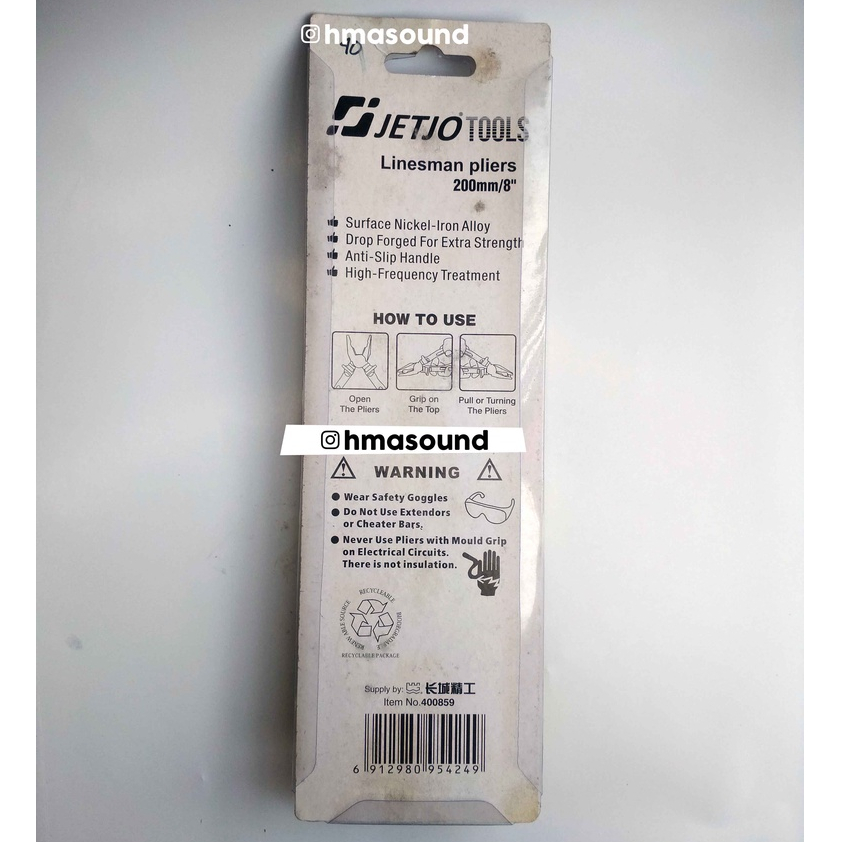 hmasound
40
JETJO® TOOLS
Linesman pliers
200mm/8"
Surface Nickel-Iron Alloy
Drop Forged For Extra Strength
Anti-Slip Handle
High-Frequency Treatment
HOW TO USE
Open
The Pliers
Grip on
The Top
Pull or Turning
The Pliers
hmasound
WARNING
Wear Safety Goggles
Do Not Use Extendors
or Cheater Bars.
Never Use Pliers with Mould Grip
on Electrical Circuits.
There is not insulation.
RECYCLEABLE
RENEWABLE SOURCE
RECYCLABLE PACKAGE
Supply by: 长城精工
Item No.400859
6 912980 954249